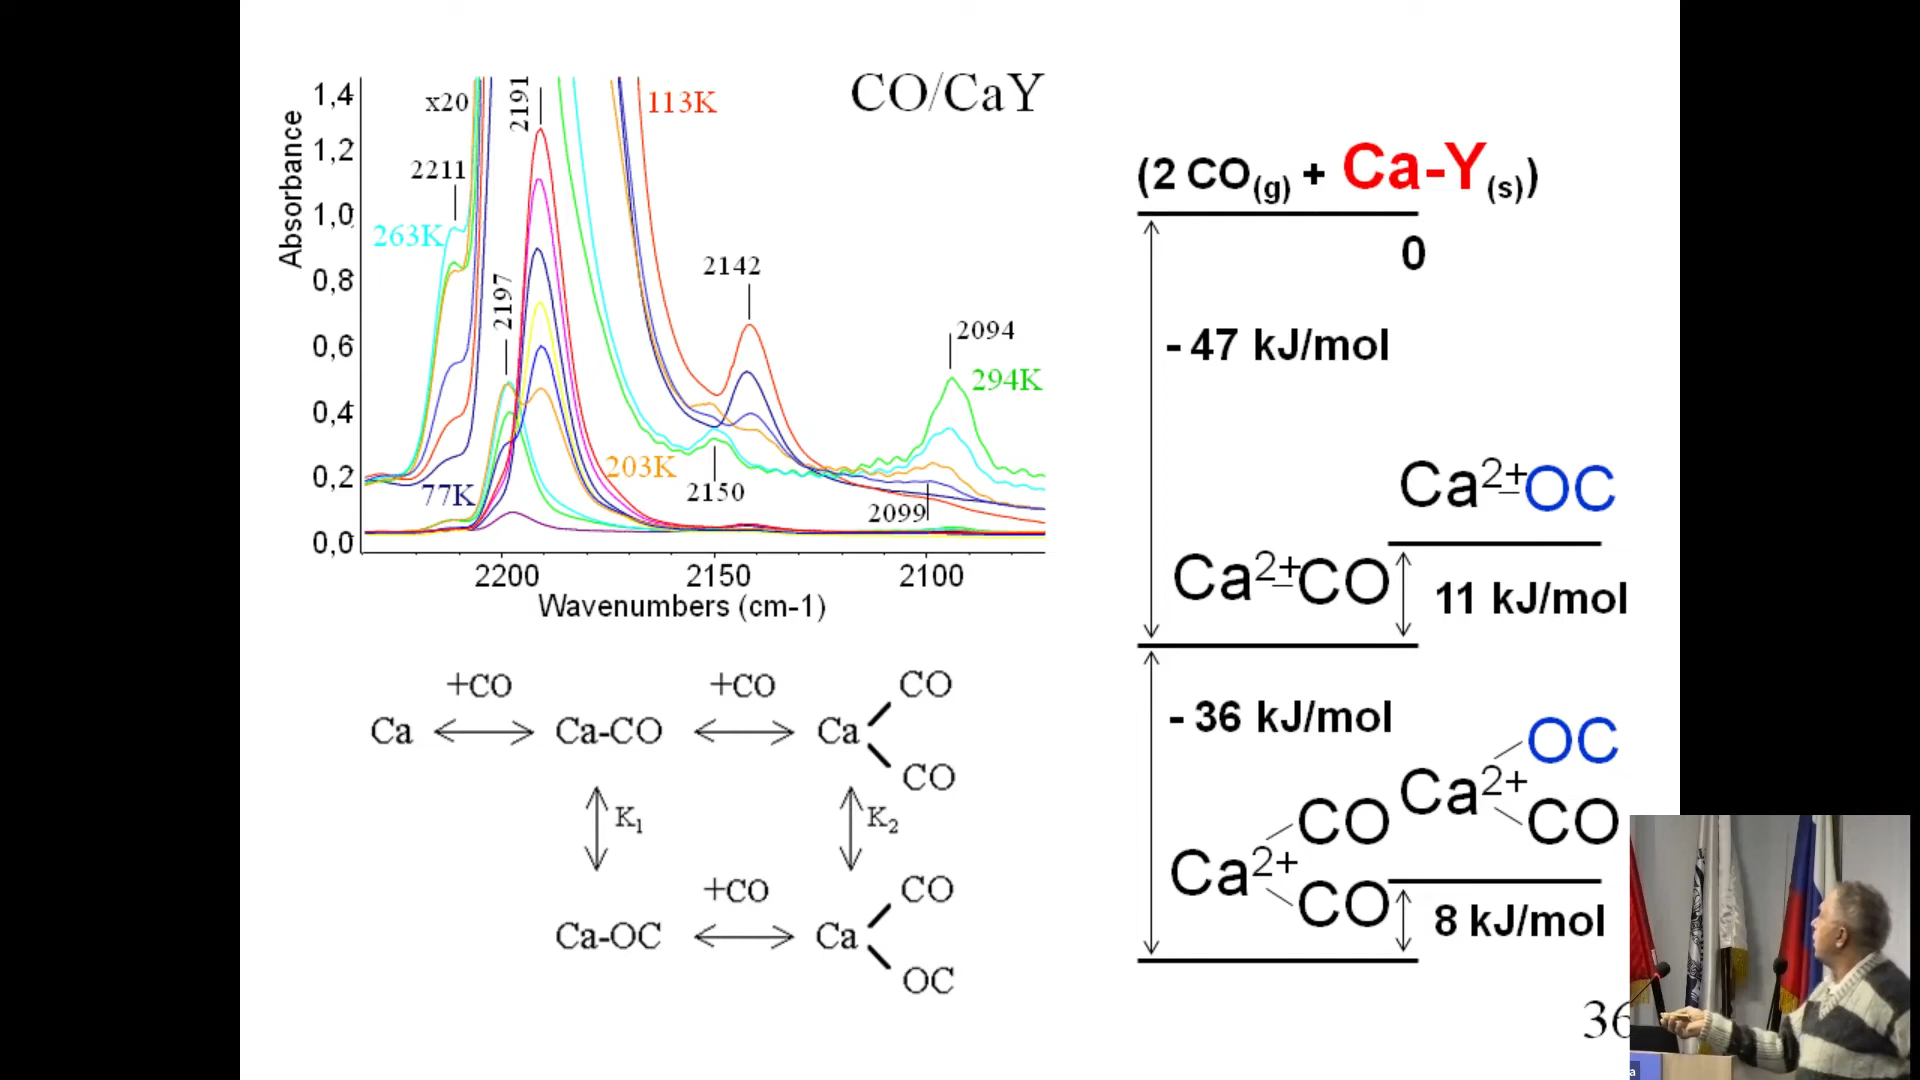 CO/CaY
x20
2191
113K
2211
263K
2197
2142
2094
294K
203K
77K
2150
2099
Absorbance
1,4
1,2
1,0
0,8
0,6
0,4
0,2
0,0
2200 2150 2100
Wavenumbers (cm-1)
+CO +CO
Ca Ca-CO Ca CO
CO
K1 K2
+CO
Ca-OC Ca CO
OC
(2 CO(g) + Ca-Y(s))
0
- 47 kJ/mol
Ca2+ OC
Ca2+ CO
11 kJ/mol
- 36 kJ/mol
Ca2+ OC
CO
Ca2+ CO
CO
8 kJ/mol
36
a